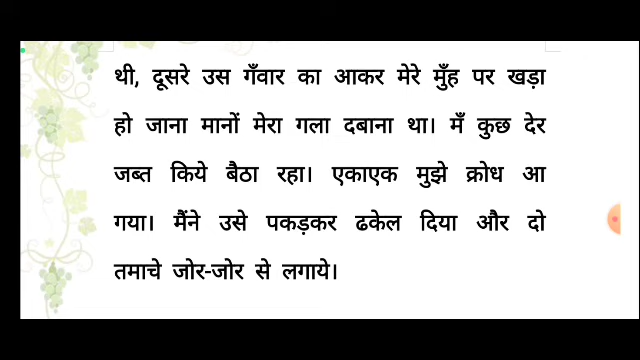 थी, दूसरे उस गँवार का आकर मेरे मुँह पर खड़ा
हो जाना मानों मेरा गला दबाना था। मँ कुछ देर
जब्त किये बैठा रहा। एकाएक मुझे क्रोध आ
गया। मैंने उसे पकड़कर ढकेल दिया और दो
तमाचे जोर-जोर से लगाये।